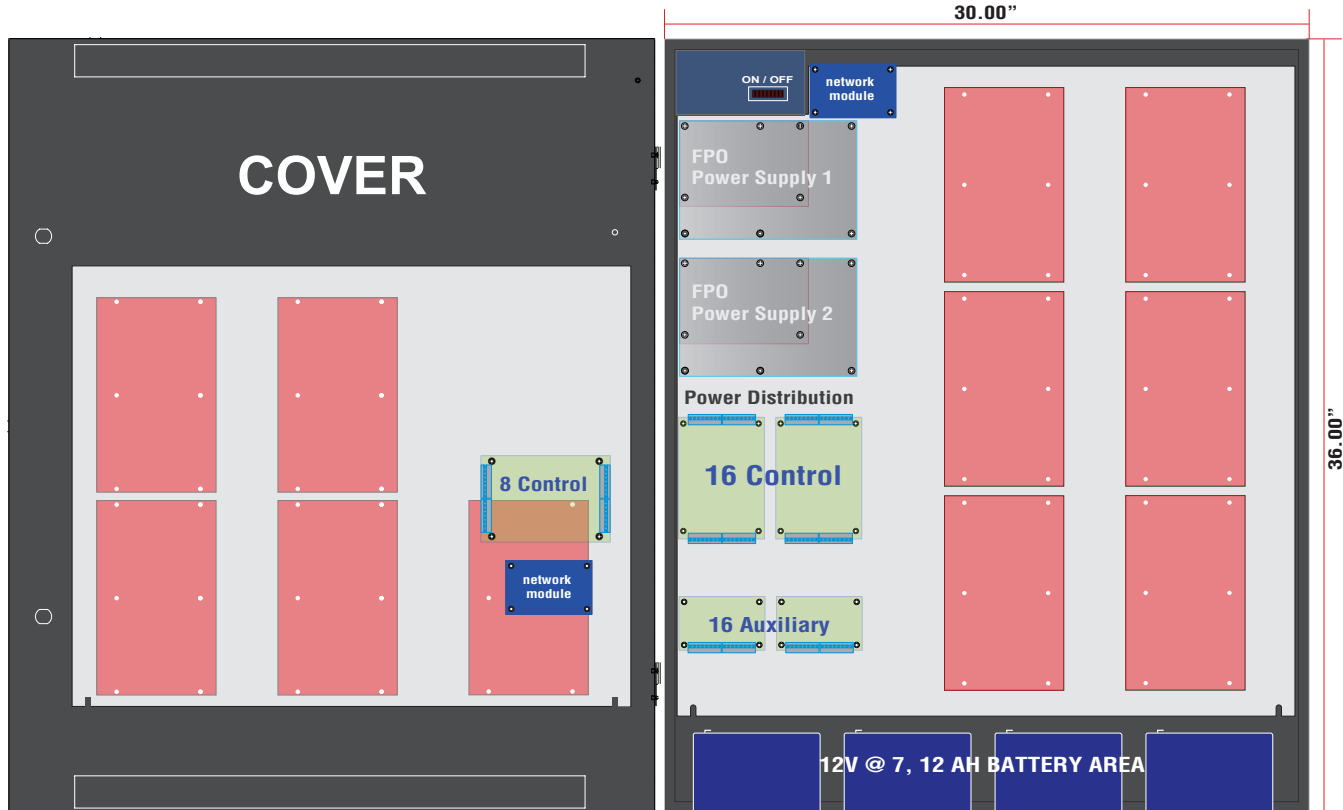 30.00”
ON / OFF
network
module
COVER
FPO
Power Supply 1
FPO
Power Supply 2
Power Distribution
36.00”
16 Control
8 Control
network
module
16 Auxiliary
12V @ 7, 12 AH BATTERY AREA